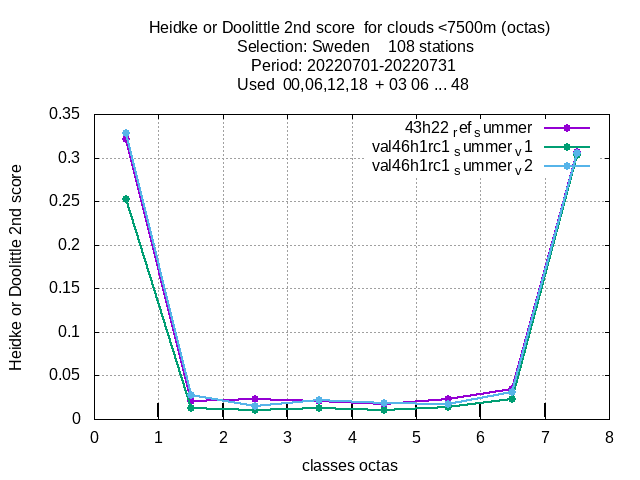 Heidke or Doolittle 2nd score  for clouds <7500m (octas)
Selection: Sweden    108 stations
Period: 20220701-20220731
Used  00,06,12,18  + 03 06 ... 48
43h22 ref summer
val46h1rc1 summer v1
val46h1rc1 summer v2
Heidke or Doolittle 2nd score
0.35
0.3
0.25
0.2
0.15
0.1
0.05
0
0 1 2 3 4 5 6 7 8
classes octas